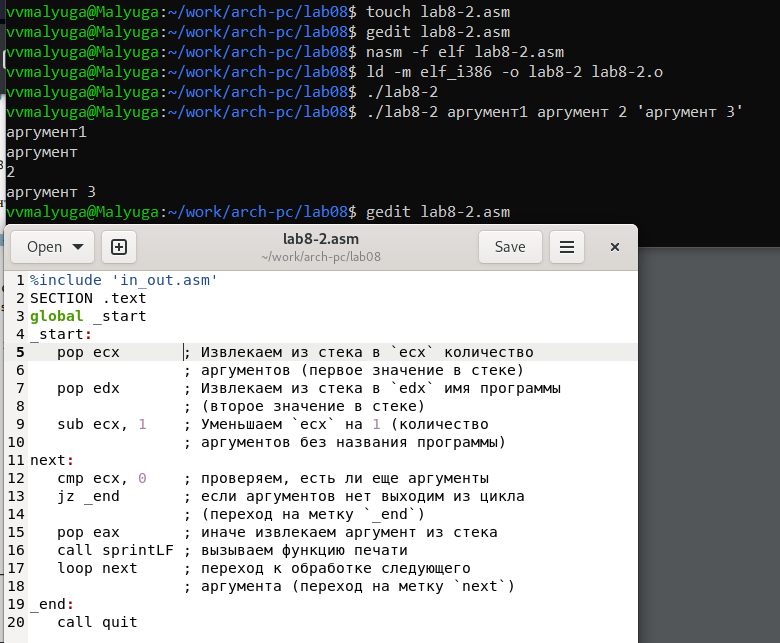 vvmalyuga@Malyuga:~/work/arch-pc/lab08$ touch lab8-2.asm
vvmalyuga@Malyuga:~/work/arch-pc/lab08$ gedit lab8-2.asm
vvmalyuga@Malyuga:~/work/arch-pc/lab08$ nasm -f elf lab8-2.asm
vvmalyuga@Malyuga:~/work/arch-pc/lab08$ ld -m elf_i386 -o lab8-2 lab8-2.o
vvmalyuga@Malyuga:~/work/arch-pc/lab08$ ./lab8-2
vvmalyuga@Malyuga:~/work/arch-pc/lab08$ ./lab8-2 аргумент1 аргумент 2 'аргумент 3'
аргумент1
аргумент
2
аргумент 3
vvmalyuga@Malyuga:~/work/arch-pc/lab08$ gedit lab8-2.asm
Open lab8-2.asm Save
~/work/arch-pc/lab08
1 %include 'in_out.asm'
2 SECTION .text
3 global _start
4 _start:
5    pop ecx       ; Извлекаем из стека в `ecx` количество
6                  ; аргументов (первое значение в стеке)
7    pop edx       ; Извлекаем из стека в `edx` имя программы
8                  ; (второе значение в стеке)
9    sub ecx, 1    ; Уменьшаем `ecx` на 1 (количество
10                 ; аргументов без названия программы)
11 next:
12   cmp ecx, 0    ; проверяем, есть ли еще аргументы
13   jz _end       ; если аргументов нет выходим из цикла
14                 ; (переход на метку `_end`)
15   pop eax       ; иначе извлекаем аргумент из стека
16   call sprintLF ; вызываем функцию печати
17   loop next     ; переход к обработке следующего
18                 ; аргумента (переход на метку `next`)
19 _end:
20   call quit